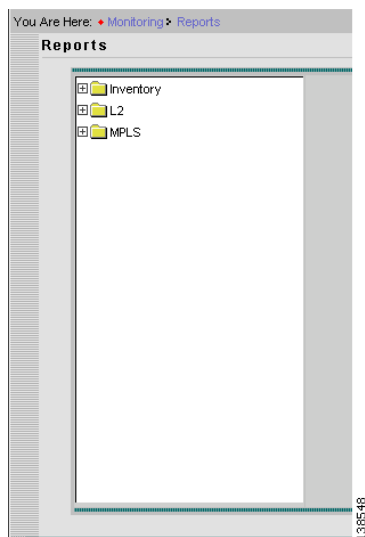 You Are Here: ♦ Monitoring ▸ Reports
Reports
Inventory
L2
MPLS
138548